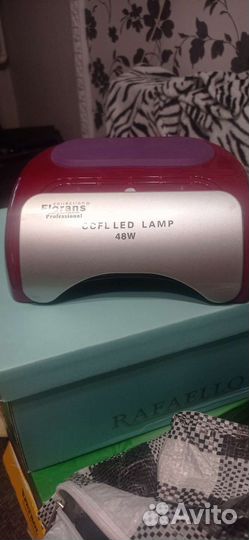 Florans
Professional
CCFL LED LAMP
48W
RAFAELLO
Avito